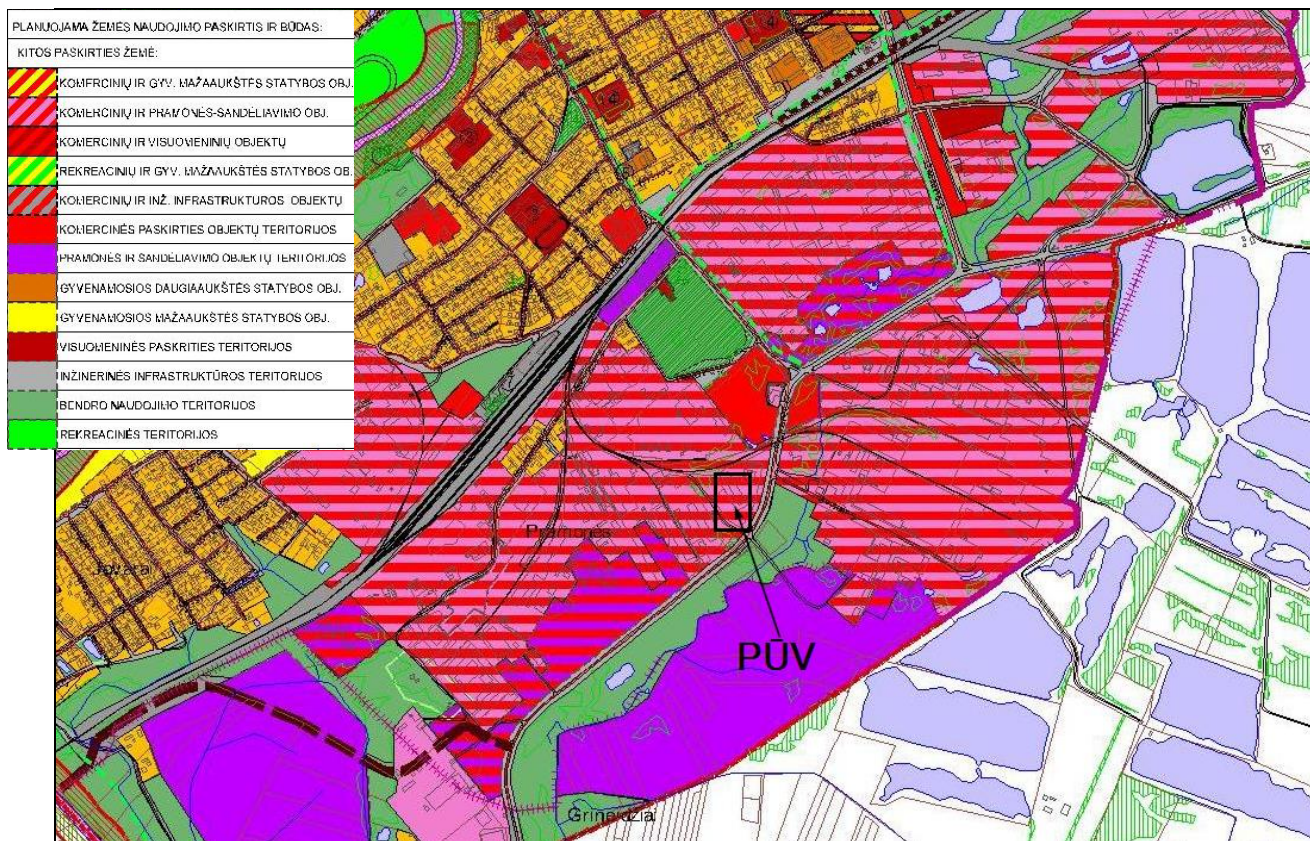 PLANUOJAMA ŽEMĖS NAUDOJIMO PASKIRTIS IR BŪDAS:
KITOS PASKIRTIES ŽEMĖ:
KOMERCINIŲ IR GYV. MAŽAAUKŠTĖS STATYBOS OBJ.
KOMERCINIŲ IR PRAMONĖS-SANDĖLIAVIMO OBJ.
KOMERCINIŲ IR VISUOMENINIŲ OBJEKTŲ
REKREACINIŲ IR GYV. MAŽAAUKŠTĖS STATYBOS OB.
KOMERCINIŲ IR INŽ. INFRASTRUKTŪROS OBJEKTŲ
KOMERCINĖS PASKIRTIES OBJEKTŲ TERITORIJOS
PRAMONĖS IR SANDĖLIAVIMO OBJEKTŲ TERITORIJOS
GYVENAMOSIOS DAUGIAAUKŠTĖS STATYBOS OBJ.
GYVENAMOSIOS MAŽAAUKŠTĖS STATYBOS OBJ.
VISUOMENINĖS PASKRITIES TERITORIJOS
INŽINERINĖS INFRASTRUKTŪROS TERITORIJOS
BENDRO NAUDOJIMO TERITORIJOS
REKREACINĖS TERITORIJOS
Pramonės
PŪV